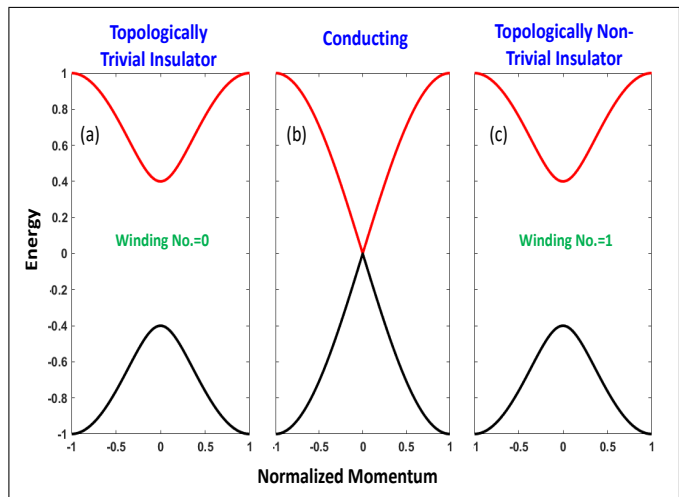 Topologically
Trivial Insulator
Conducting
Topologically Non-
Trivial Insulator
1
0.8
0.6
0.4
0.2
0
0.2
-0.4
-0.6
-0.8
-1
Energy
(a)
Winding No.=0
-1
-0.5
0
0.5
1
(b)
-0.5
0
0.5
1
(c)
Winding No.=1
-0.5
0
0.5
1
Normalized Momentum